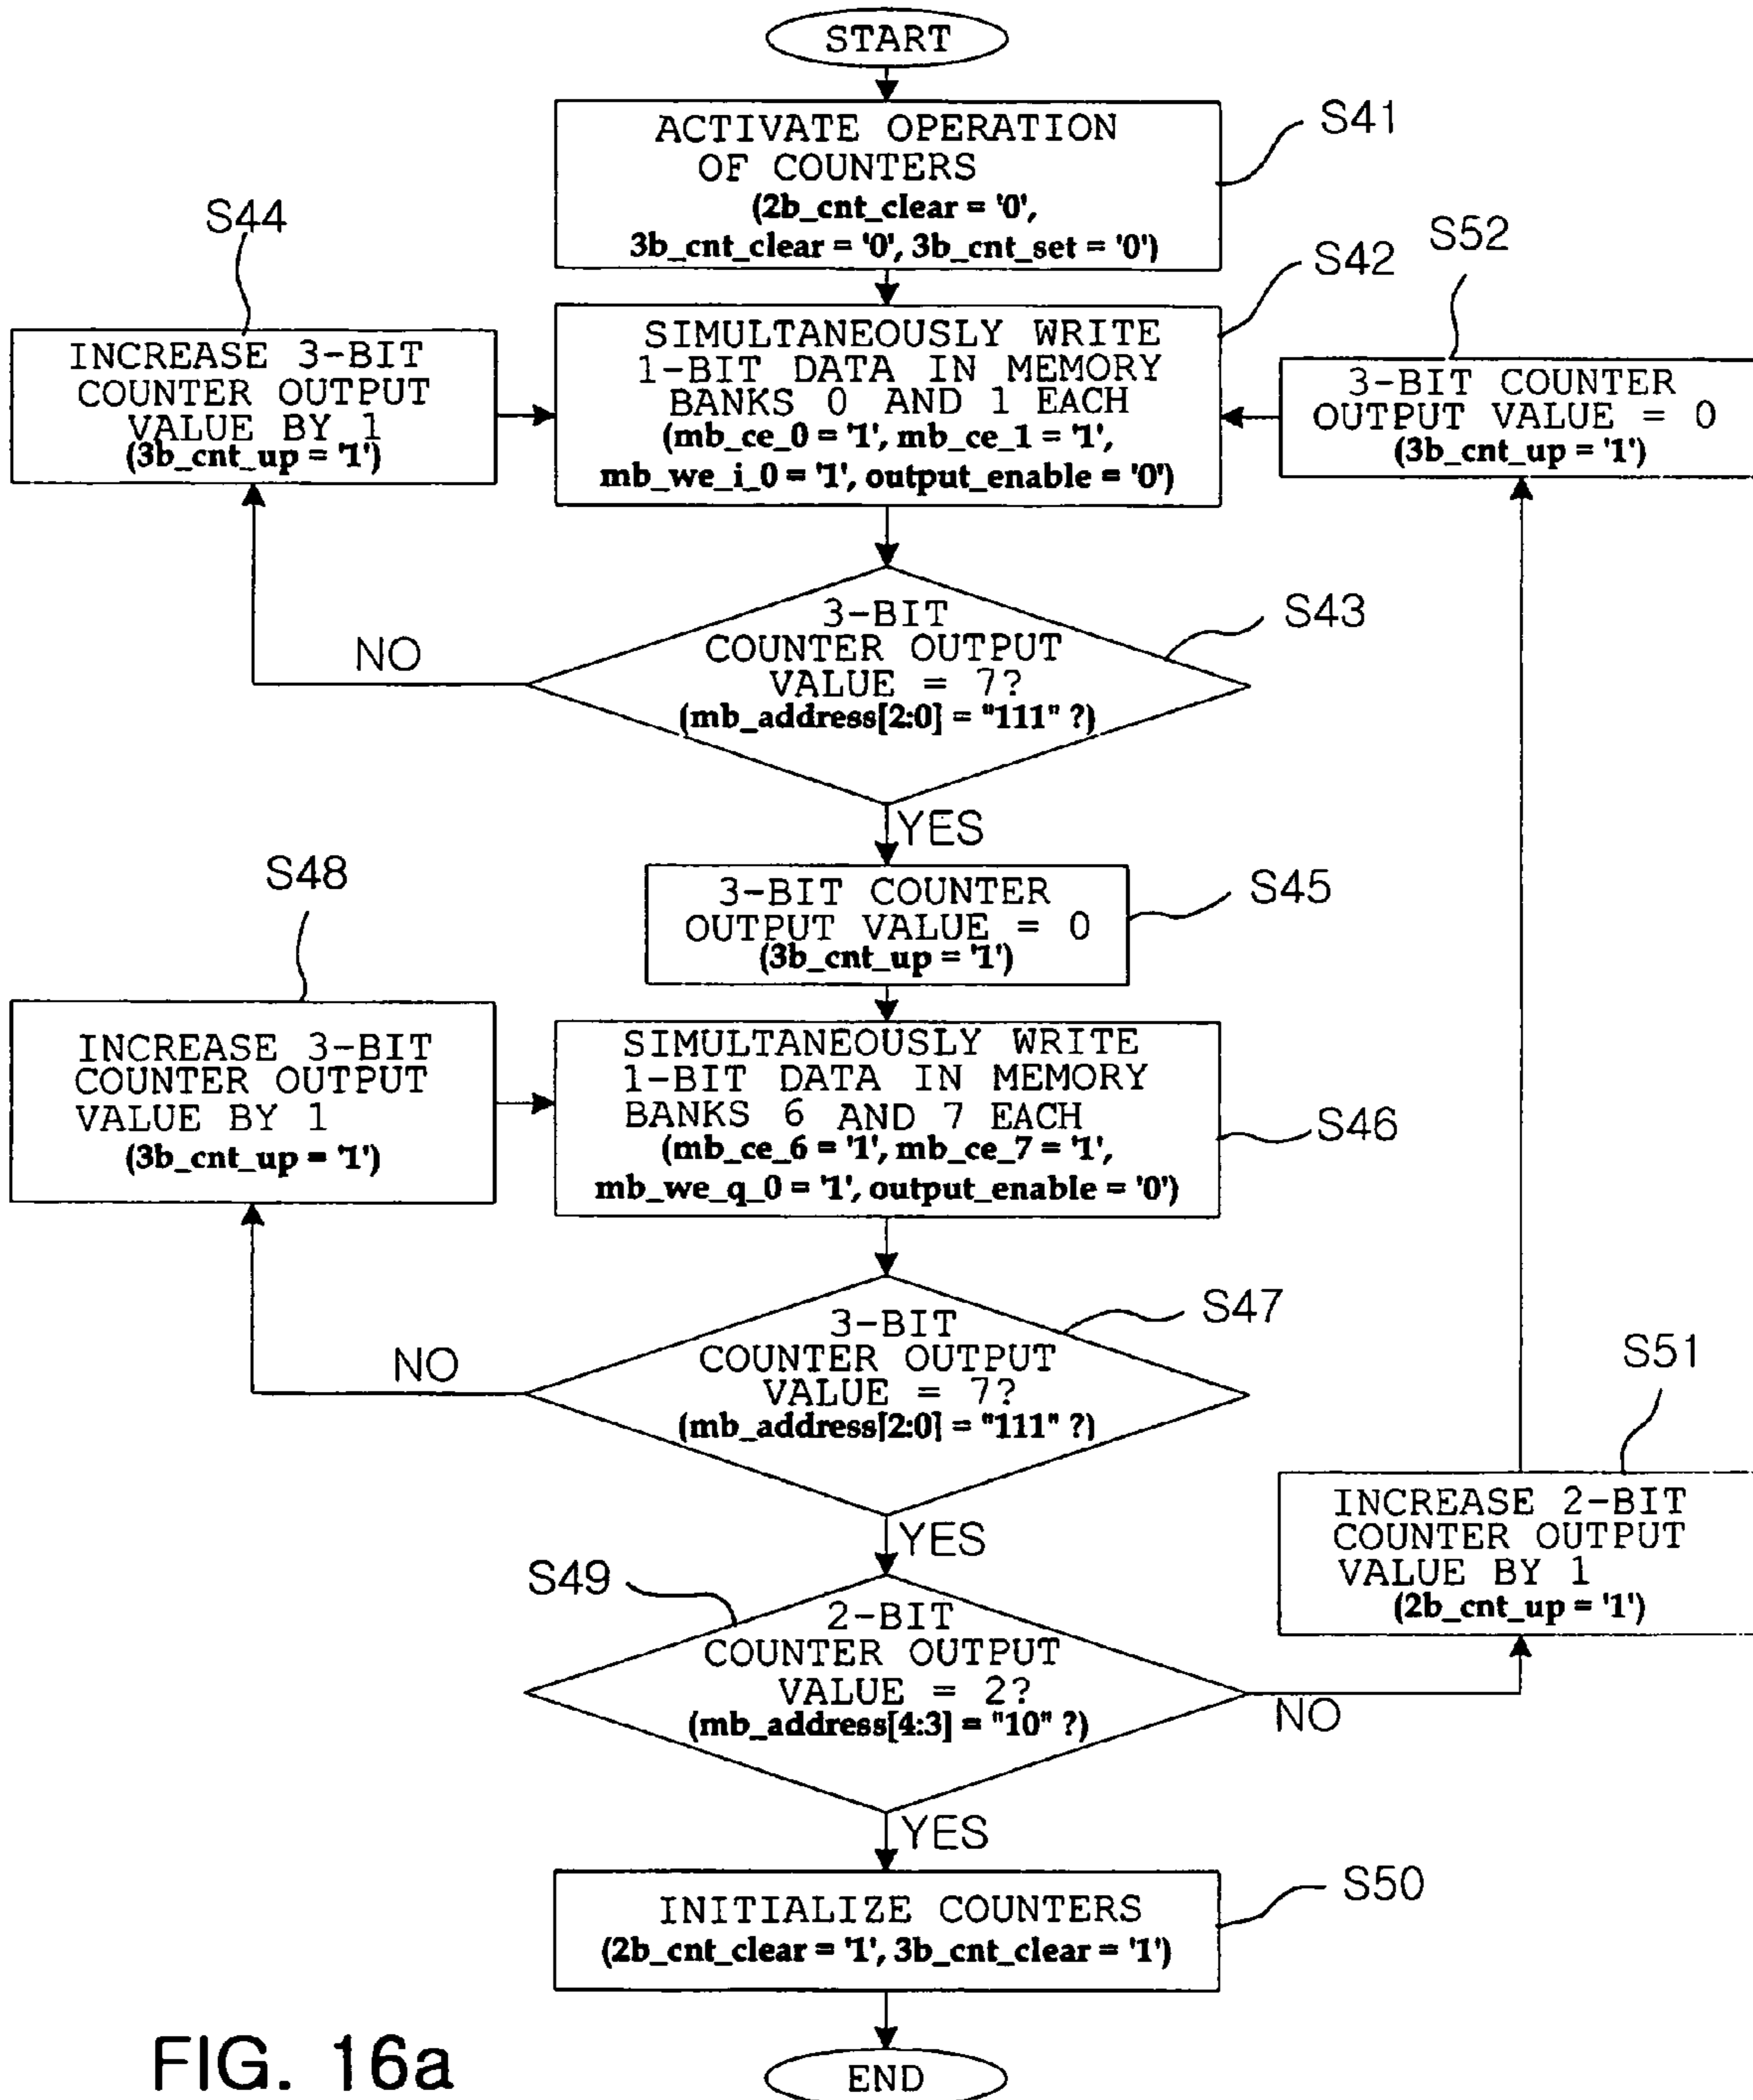 START
ACTIVATE OPERATION
OF COUNTERS
(2b_cnt_clear = '0',
3b_cnt_clear = '0', 3b_cnt_set = '0')
S41
S44
INCREASE 3-BIT
COUNTER OUTPUT
VALUE BY 1
(3b_cnt_up = '1')
SIMULTANEOUSLY WRITE
1-BIT DATA IN MEMORY
BANKS 0 AND 1 EACH
(mb_ce_0 = '1', mb_ce_1 = '1',
mb_we_i_0 = '1', output_enable = '0')
S42
S52
3-BIT COUNTER
OUTPUT VALUE = 0
(3b_cnt_up = '1')
3-BIT
COUNTER OUTPUT
VALUE = 7?
(mb_address[2:0] = "111" ?)
S43
NO
YES
3-BIT COUNTER
OUTPUT VALUE = 0
(3b_cnt_up = '1')
S45
S48
INCREASE 3-BIT
COUNTER OUTPUT
VALUE BY 1
(3b_cnt_up = '1')
SIMULTANEOUSLY WRITE
1-BIT DATA IN MEMORY
BANKS 6 AND 7 EACH
(mb_ce_6 = '1', mb_ce_7 = '1',
mb_we_q_0 = '1', output_enable = '0')
S46
3-BIT
COUNTER OUTPUT
VALUE = 7?
(mb_address[2:0] = "111" ?)
S47
NO
YES
S51
INCREASE 2-BIT
COUNTER OUTPUT
VALUE BY 1
(2b_cnt_up = '1')
S49
2-BIT
COUNTER OUTPUT
VALUE = 2?
(mb_address[4:3] = "10" ?)
NO
YES
INITIALIZE COUNTERS
(2b_cnt_clear = '1', 3b_cnt_clear = '1')
S50
END
FIG. 16a